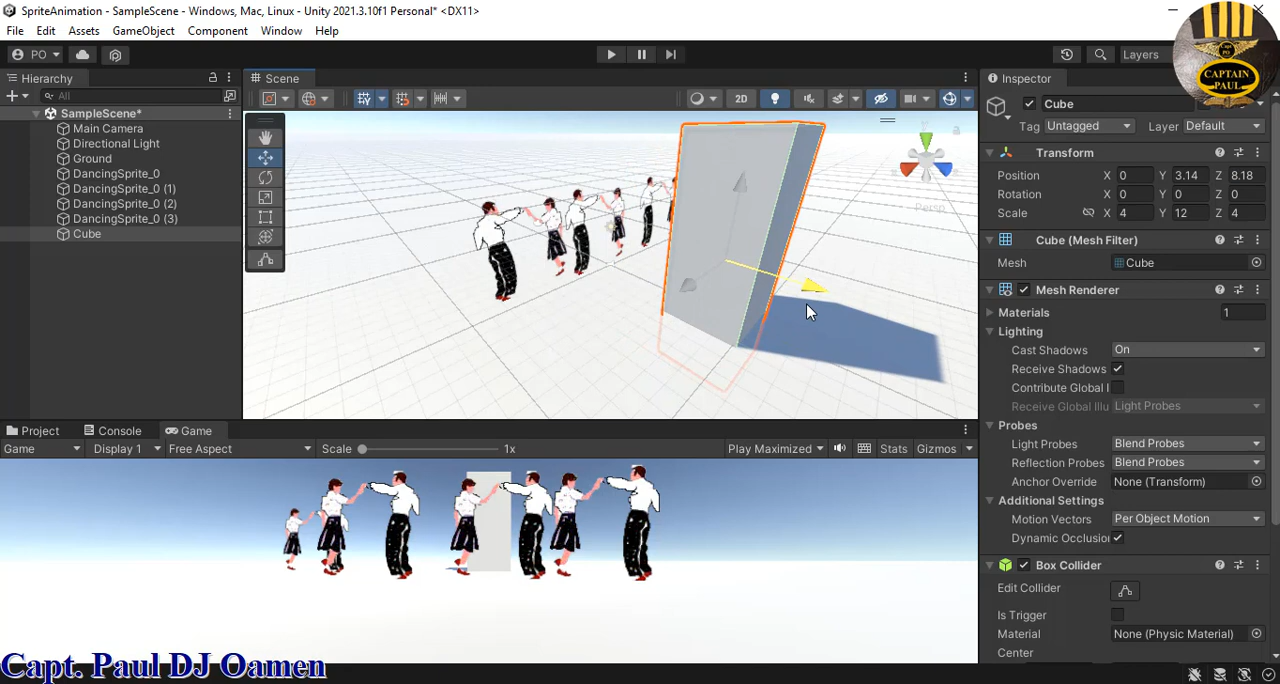 SpriteAnimation - SampleScene - Windows, Mac, Linux - Unity 2021.3.10f1 Personal* <DX11>
File Edit Assets GameObject Component Window Help
PO Layers
CAPTAIN
PAUL
Hierarchy Scene Inspector
All 2D Cube
SampleScene* Tag Untagged Layer Default
Main Camera
Directional Light Transform
Ground Position X 0 Y 3.14 Z 8.18
DancingSprite_0 Rotation X 0 Y 0 Z 0
DancingSprite_0 (1) Scale X 4 Y 12 Z 4
DancingSprite_0 (2)
DancingSprite_0 (3)
Cube
Persp
Cube (Mesh Filter)
Mesh Cube
Mesh Renderer
Materials 1
Lighting
Cast Shadows On
Receive Shadows
Contribute Global I
Receive Global Illu Light Probes
Probes
Light Probes Blend Probes
Reflection Probes Blend Probes
Anchor Override None (Transform)
Additional Settings
Motion Vectors Per Object Motion
Dynamic Occlusio
Box Collider
Edit Collider
Is Trigger
Material None (Physic Material)
Center
Project Console Game
Game Display 1 Free Aspect Scale 1x Play Maximized Stats Gizmos
Capt. Paul DJ Oamen